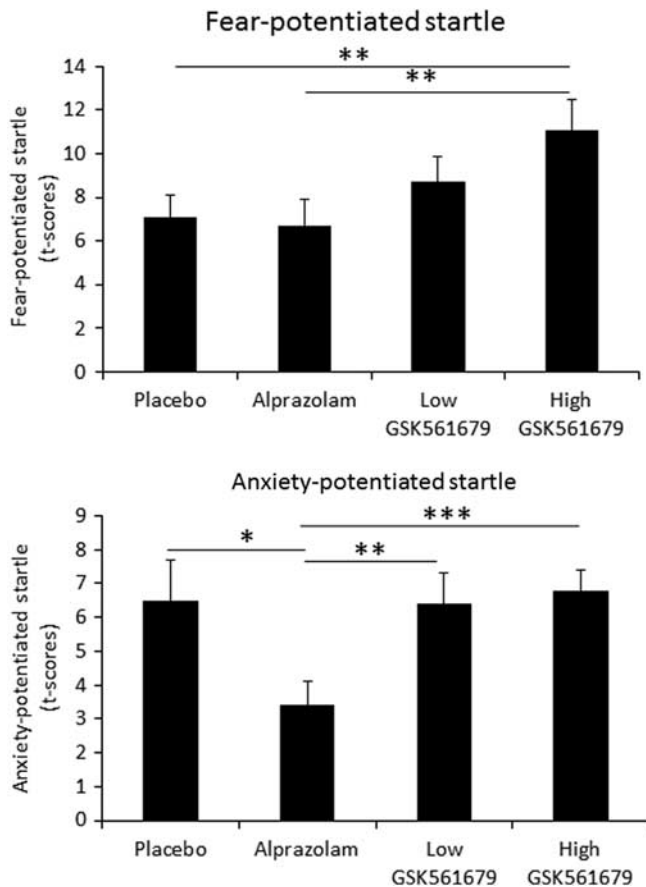 Fear-potentiated startle
**
**
14
12
10
8
6
4
2
0
Fear-potentiated startle
(t-scores)
Placebo
Alprazolam
Low
GSK561679
High
GSK561679
Anxiety-potentiated startle
***
*
**
9
8
7
6
5
4
3
2
1
0
Anxiety-potentiated startle
(t-scores)
Placebo
Alprazolam
Low
GSK561679
High
GSK561679